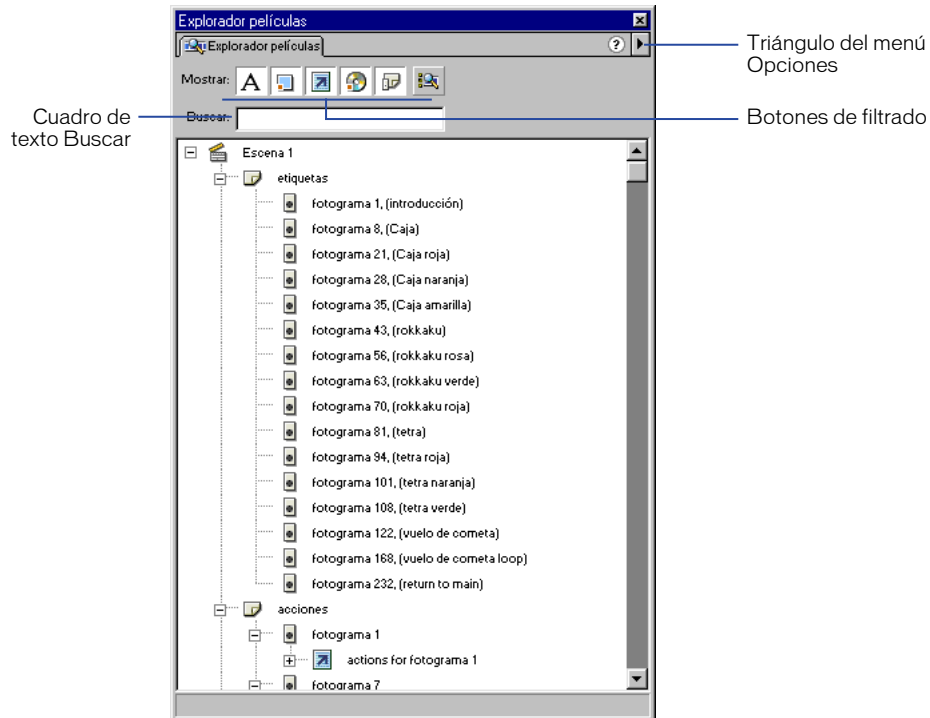 Explorador películas
Explorador películas
?
Triángulo del menú
Opciones
Mostrar: A
Botones de filtrado
Cuadro de
texto Buscar
Buscar:
Escena 1
etiquetas
fotograma 1, (introducción)
fotograma 8, (Caja)
fotograma 21, (Caja roja)
fotograma 28, (Caja naranja)
fotograma 35, (Caja amarilla)
fotograma 43, (rokkaku)
fotograma 56, (rokkaku rosa)
fotograma 63, (rokkaku verde)
fotograma 70, (rokkaku roja)
fotograma 81, (tetra)
fotograma 94, (tetra roja)
fotograma 101, (tetra naranja)
fotograma 108, (tetra verde)
fotograma 122, (vuelo de cometa)
fotograma 168, (vuelo de cometa loop)
fotograma 232, (return to main)
acciones
fotograma 1
actions for fotograma 1
fotograma 7